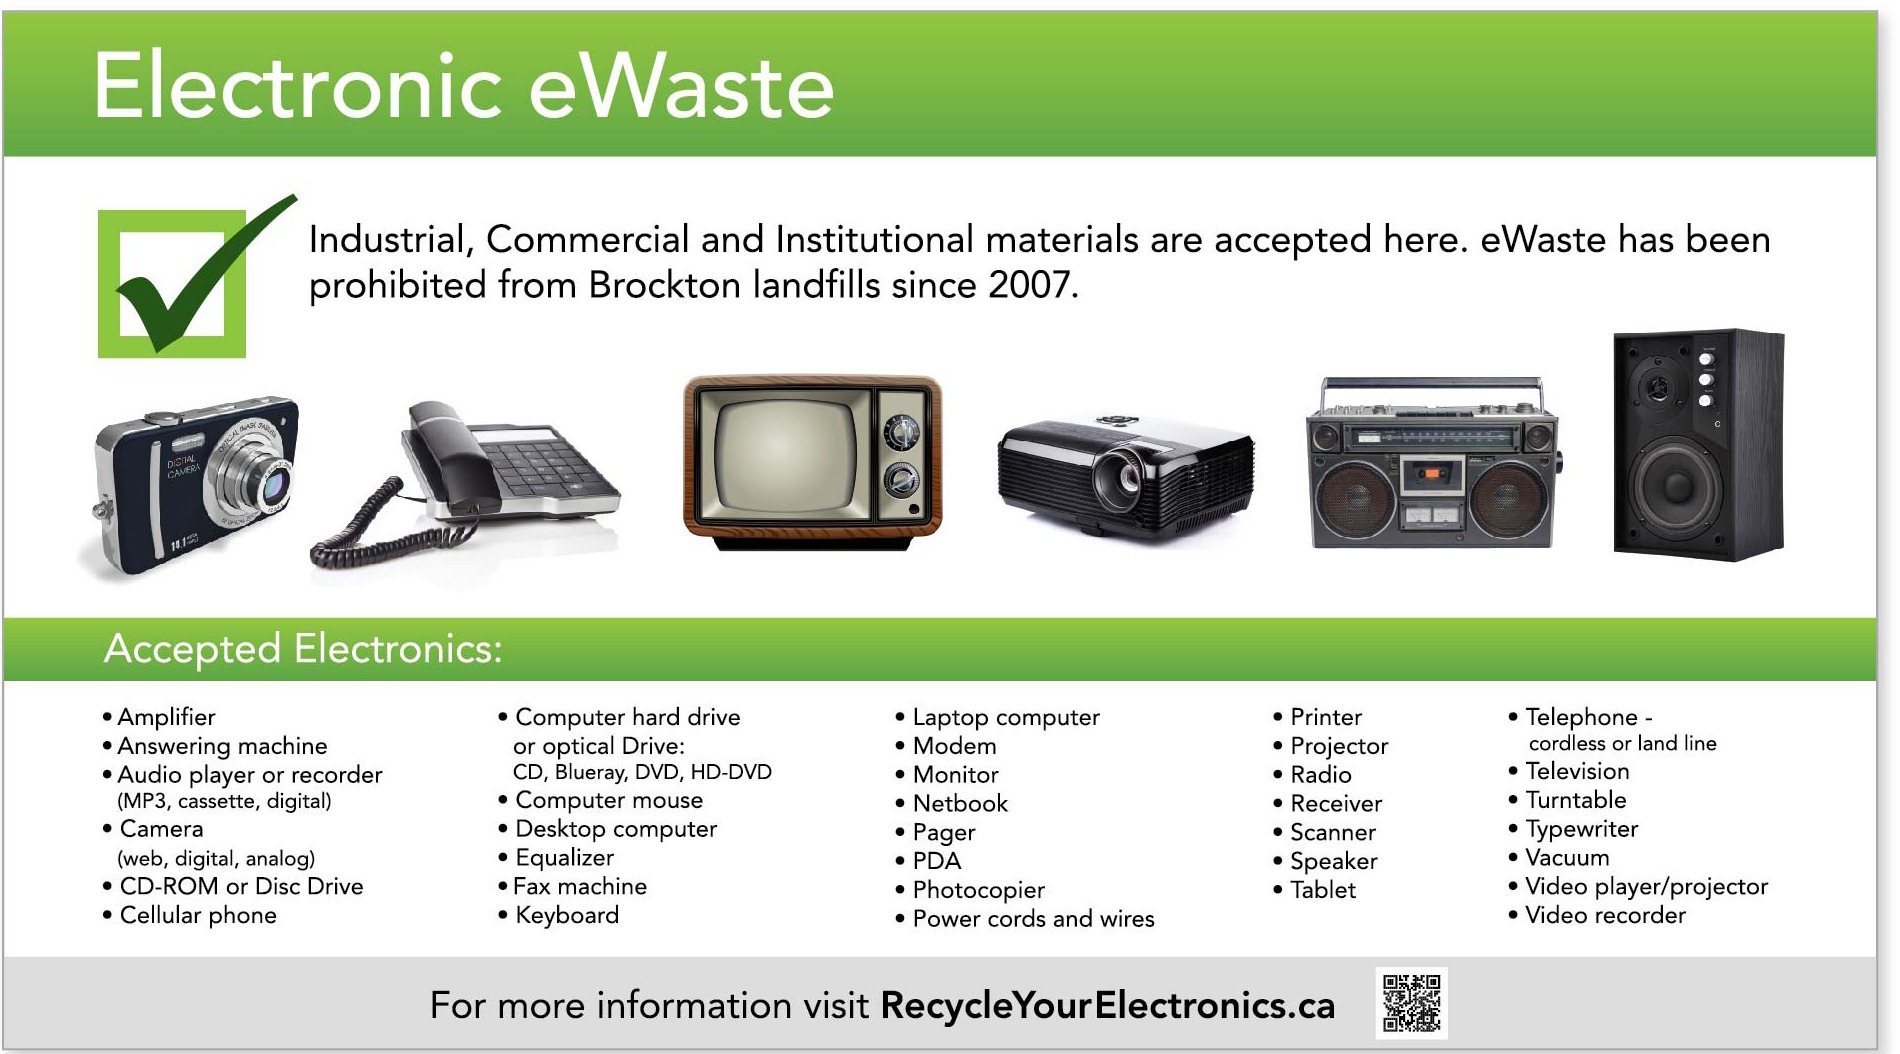 Electronic eWaste
Industrial, Commercial and Institutional materials are accepted here. eWaste has been
prohibited from Brockton landfills since 2007.
DIGITAL
CAMERA
14.1
Accepted Electronics:
• Amplifier
• Answering machine
• Audio player or recorder
(MP3, cassette, digital)
• Camera
(web, digital, analog)
• CD-ROM or Disc Drive
• Cellular phone
• Computer hard drive
or optical Drive:
CD, Blueray, DVD, HD-DVD
• Computer mouse
• Desktop computer
• Equalizer
• Fax machine
• Keyboard
• Laptop computer
• Modem
• Monitor
• Netbook
• Pager
• PDA
• Photocopier
• Power cords and wires
• Printer
• Projector
• Radio
• Receiver
• Scanner
• Speaker
• Tablet
• Telephone -
cordless or land line
• Television
• Turntable
• Typewriter
• Vacuum
• Video player/projector
• Video recorder
For more information visit RecycleYourElectronics.ca